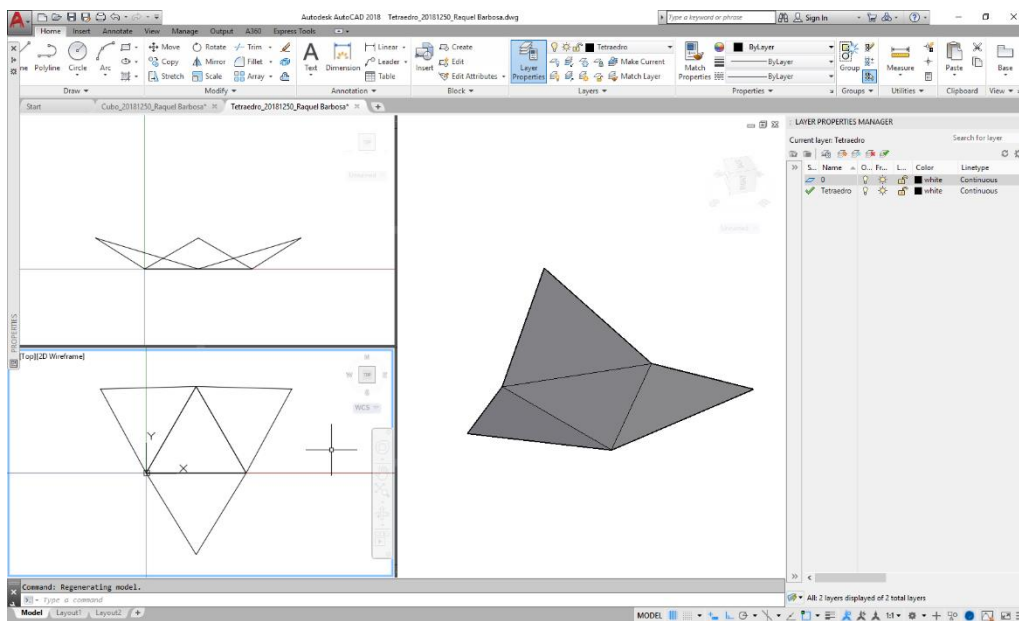 Autodesk AutoCAD 2018 Tetraedro_20181250_Raquel Barbosa.dwg
Type a keyword or phrase
Sign In
Home Insert Annotate View Manage Output A360 Express Tools
ne Polyline Circle Arc
Move Rotate Trim
Copy Mirror Fillet
Stretch Scale Array
Text Dimension
Linear
Leader
Table
Insert
Create
Edit
Edit Attributes
Layer Properties
Tetraedro
Make Current
Match Layer
Match Properties
ByLayer
ByLayer
ByLayer
Group
Measure
Paste
Base
Draw Modify Annotation Block Layers Properties Groups Utilities Clipboard View
Start Cubo_20181250_Raquel Barbosa* Tetraedro_20181250_Raquel Barbosa*
LAYER PROPERTIES MANAGER
Current layer: Tetraedro
Search for layer
S... Name O... Fr... L... Color Linetype
0 white Continuous
Tetraedro white Continuous
PROPERTIES
[Top][2D Wireframe]
TOP
WCS
Y
X
Command: Regenerating model.
Type a command
All: 2 layers displayed of 2 total layers
Model Layout1 Layout2 +
MODEL
1:1